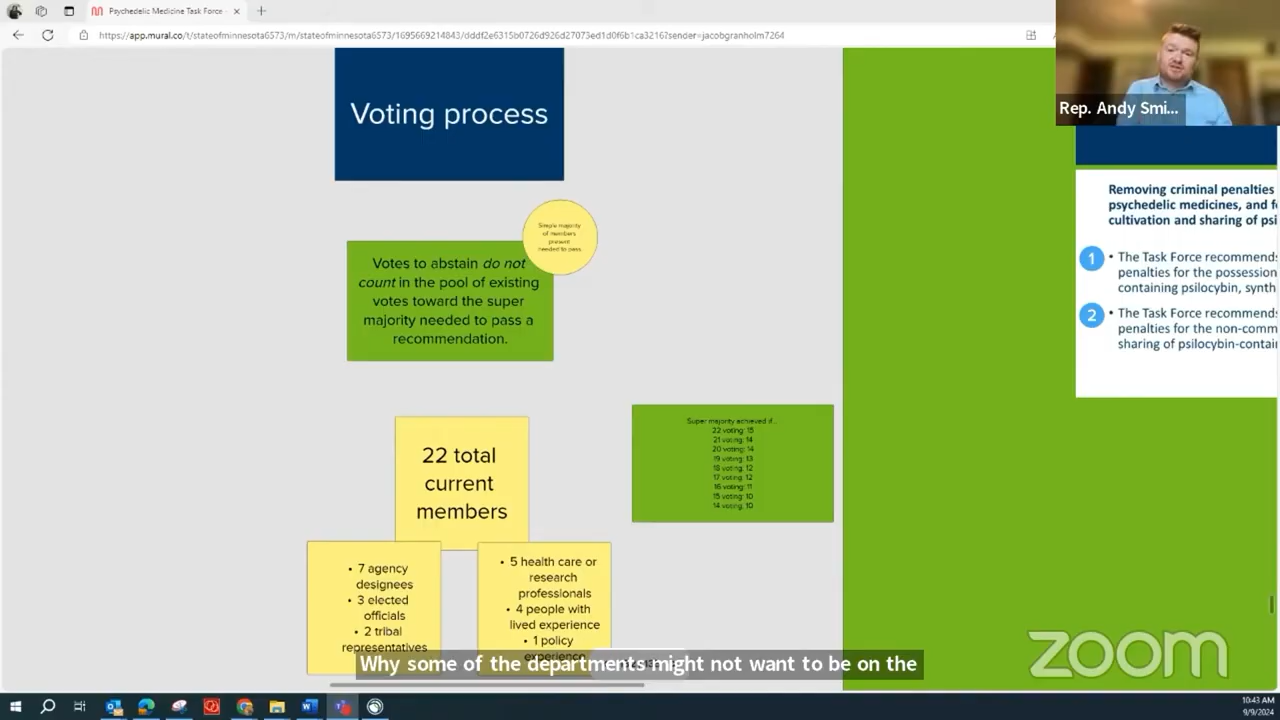 Psychedelic Medicine Task Force -
https://app.mural.co/t/stateofminnesota6573/m/stateofminnesota6573/1695669214843/dddf2e6315b0726d926d27073ed1d0f6b1ca3216?sender=jacobgranholm7264
Rep. Andy Smi...
Voting process
Simple majority
of members
present
needed to pass.
Votes to abstain do not
count in the pool of existing
votes toward the super
majority needed to pass a
recommendation.
Removing criminal penalties
psychedelic medicines, and f
cultivation and sharing of psi
1 • The Task Force recommends
penalties for the possession
containing psilocybin, synth
2 • The Task Force recommends
penalties for the non-comm
sharing of psilocybin-contai
22 total
current
members
Super majority achieved if...
22 voting: 15
21 voting: 14
20 voting: 14
19 voting: 13
18 voting: 12
17 voting: 12
16 voting: 11
15 voting: 10
14 voting: 10
• 7 agency
designees
• 3 elected
officials
• 2 tribal
representatives
• 5 health care or
research
professionals
• 4 people with
lived experience
• 1 policy
Why some of the departments might not want to be on the
zoom
10:43 AM
9/9/2024